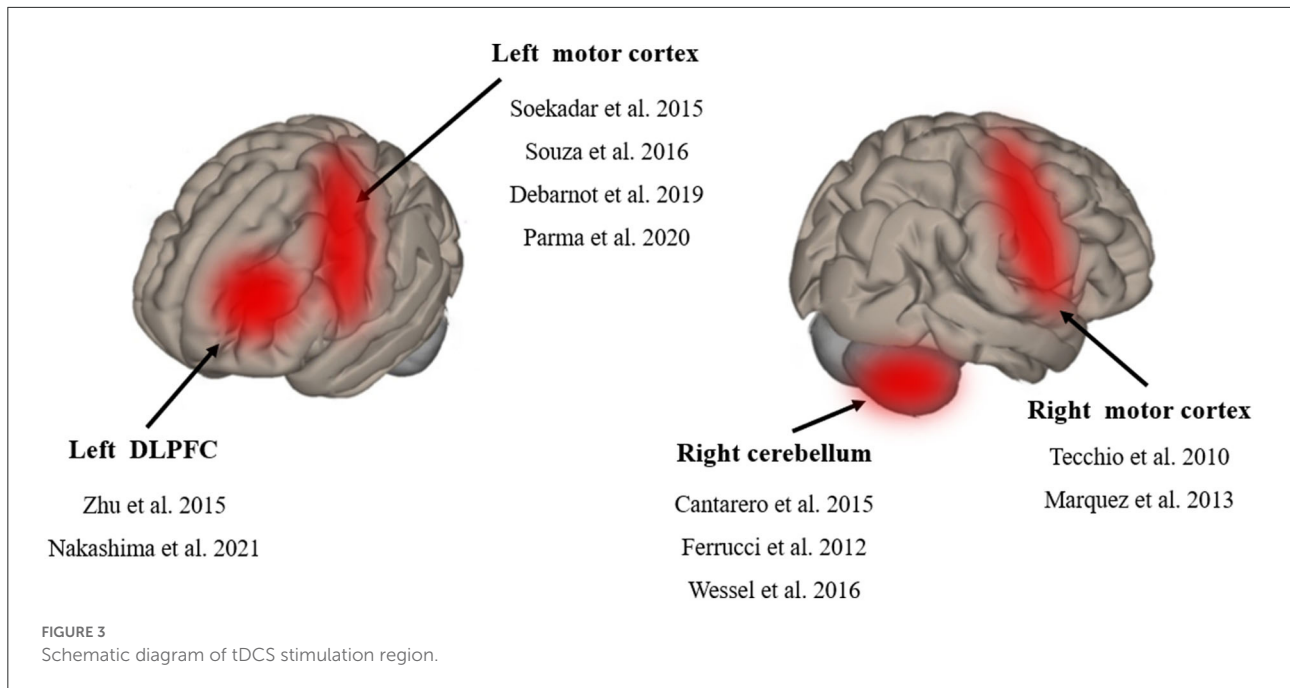 Left motor cortex
Soekadar et al. 2015
Souza et al. 2016
Debarnot et al. 2019
Parma et al. 2020
Left DLPFC
Zhu et al. 2015
Nakashima et al. 2021
Right cerebellum
Cantarero et al. 2015
Ferrucci et al. 2012
Wessel et al. 2016
Right motor cortex
Tecchio et al. 2010
Marquez et al. 2013
FIGURE 3
Schematic diagram of tDCS stimulation region.